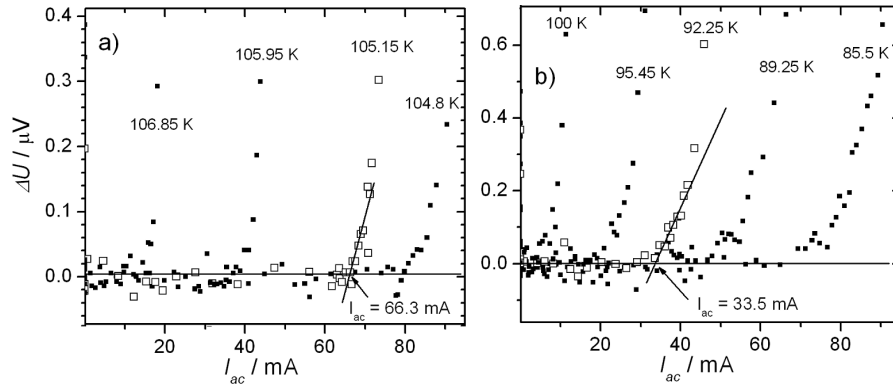 a)
0.4
0.3
0.2
0.1
0.0
ΔU / μV
106.85 K
105.95 K
105.15 K
104.8 K
I_ac = 66.3 mA
0 20 40 60 80
I_ac / mA
b)
0.6
0.4
0.2
0.0
100 K
95.45 K
92.25 K
89.25 K
85.5 K
I_ac = 33.5 mA
20 40 60 80
I_ac / mA